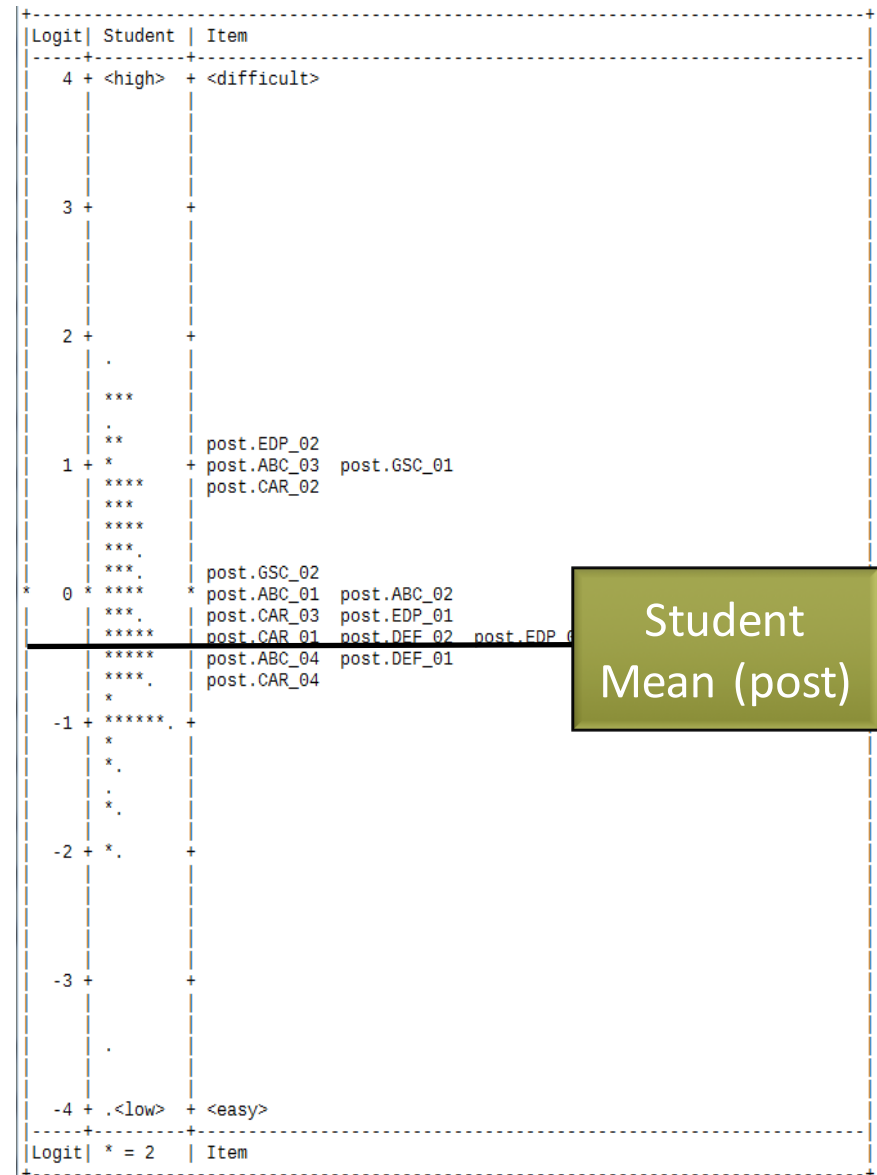 Logit Student Item
4 <high> <difficult>
3
2
.
***
.
** post.EDP_02
1 * post.ABC_03 post.GSC_01
**** post.CAR_02
***
****
***.
***. post.GSC_02
* 0 * **** * post.ABC_01 post.ABC_02
***. post.CAR_03 post.EDP_01
***** post.CAR_01 post.DEF_02
***** post.ABC_04 post.DEF_01
****. post.CAR_04
*
-1 ******.
*
*.
.
*.
-2 *.
-3
.
-4 .<low> <easy>
Logit * = 2 Item
Student
Mean (post)